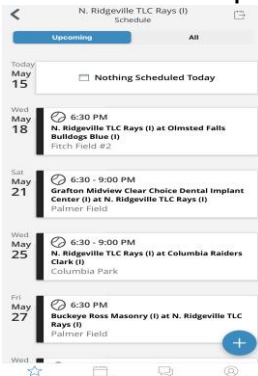 N. Ridgeville TLC Rays (I)
Schedule
Upcoming
All
Today
May
15
Nothing Scheduled Today
Wed
May
18
6:30 PM
N. Ridgeville TLC Rays (I) at Olmsted Falls
Bulldogs Blue (I)
Fitch Field #2
Sat
May
21
6:30 - 9:00 PM
Grafton Midview Clear Choice Dental Implant
Center (I) at N. Ridgeville TLC Rays (I)
Palmer Field
Wed
May
25
6:30 - 9:00 PM
N. Ridgeville TLC Rays (I) at Columbia Raiders
Clark (I)
Columbia Park
Fri
May
27
6:30 PM
Buckeye Ross Masonry (I) at N. Ridgeville TLC
Rays (I)
Palmer Field
Wed